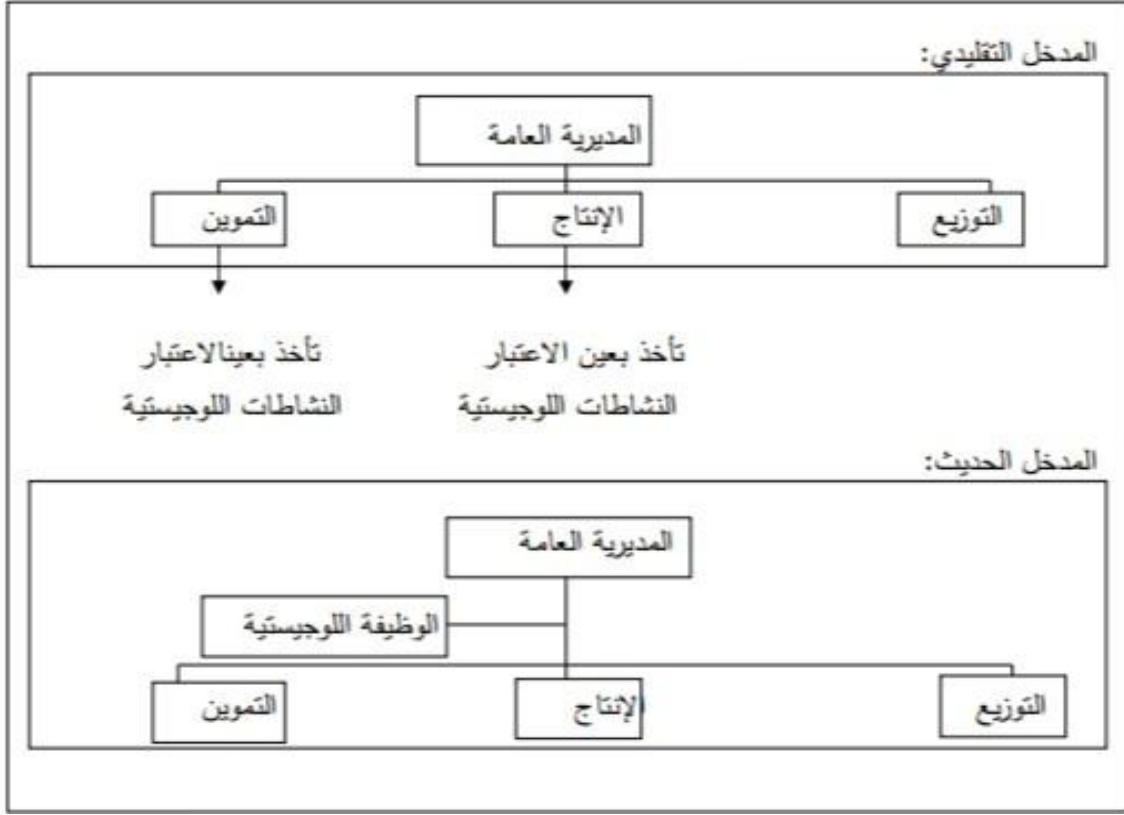 المدخل التقليدي:
المديرية العامة
التوزيع
الإنتاج
التموين
تأخذ بعين الاعتبار
النشاطات اللوجيستية
تأخذ بعينالاعتبار
النشاطات اللوجيستية
المدخل الحديث:
المديرية العامة
الوظيفة اللوجيستية
التوزيع
الإنتاج
التموين